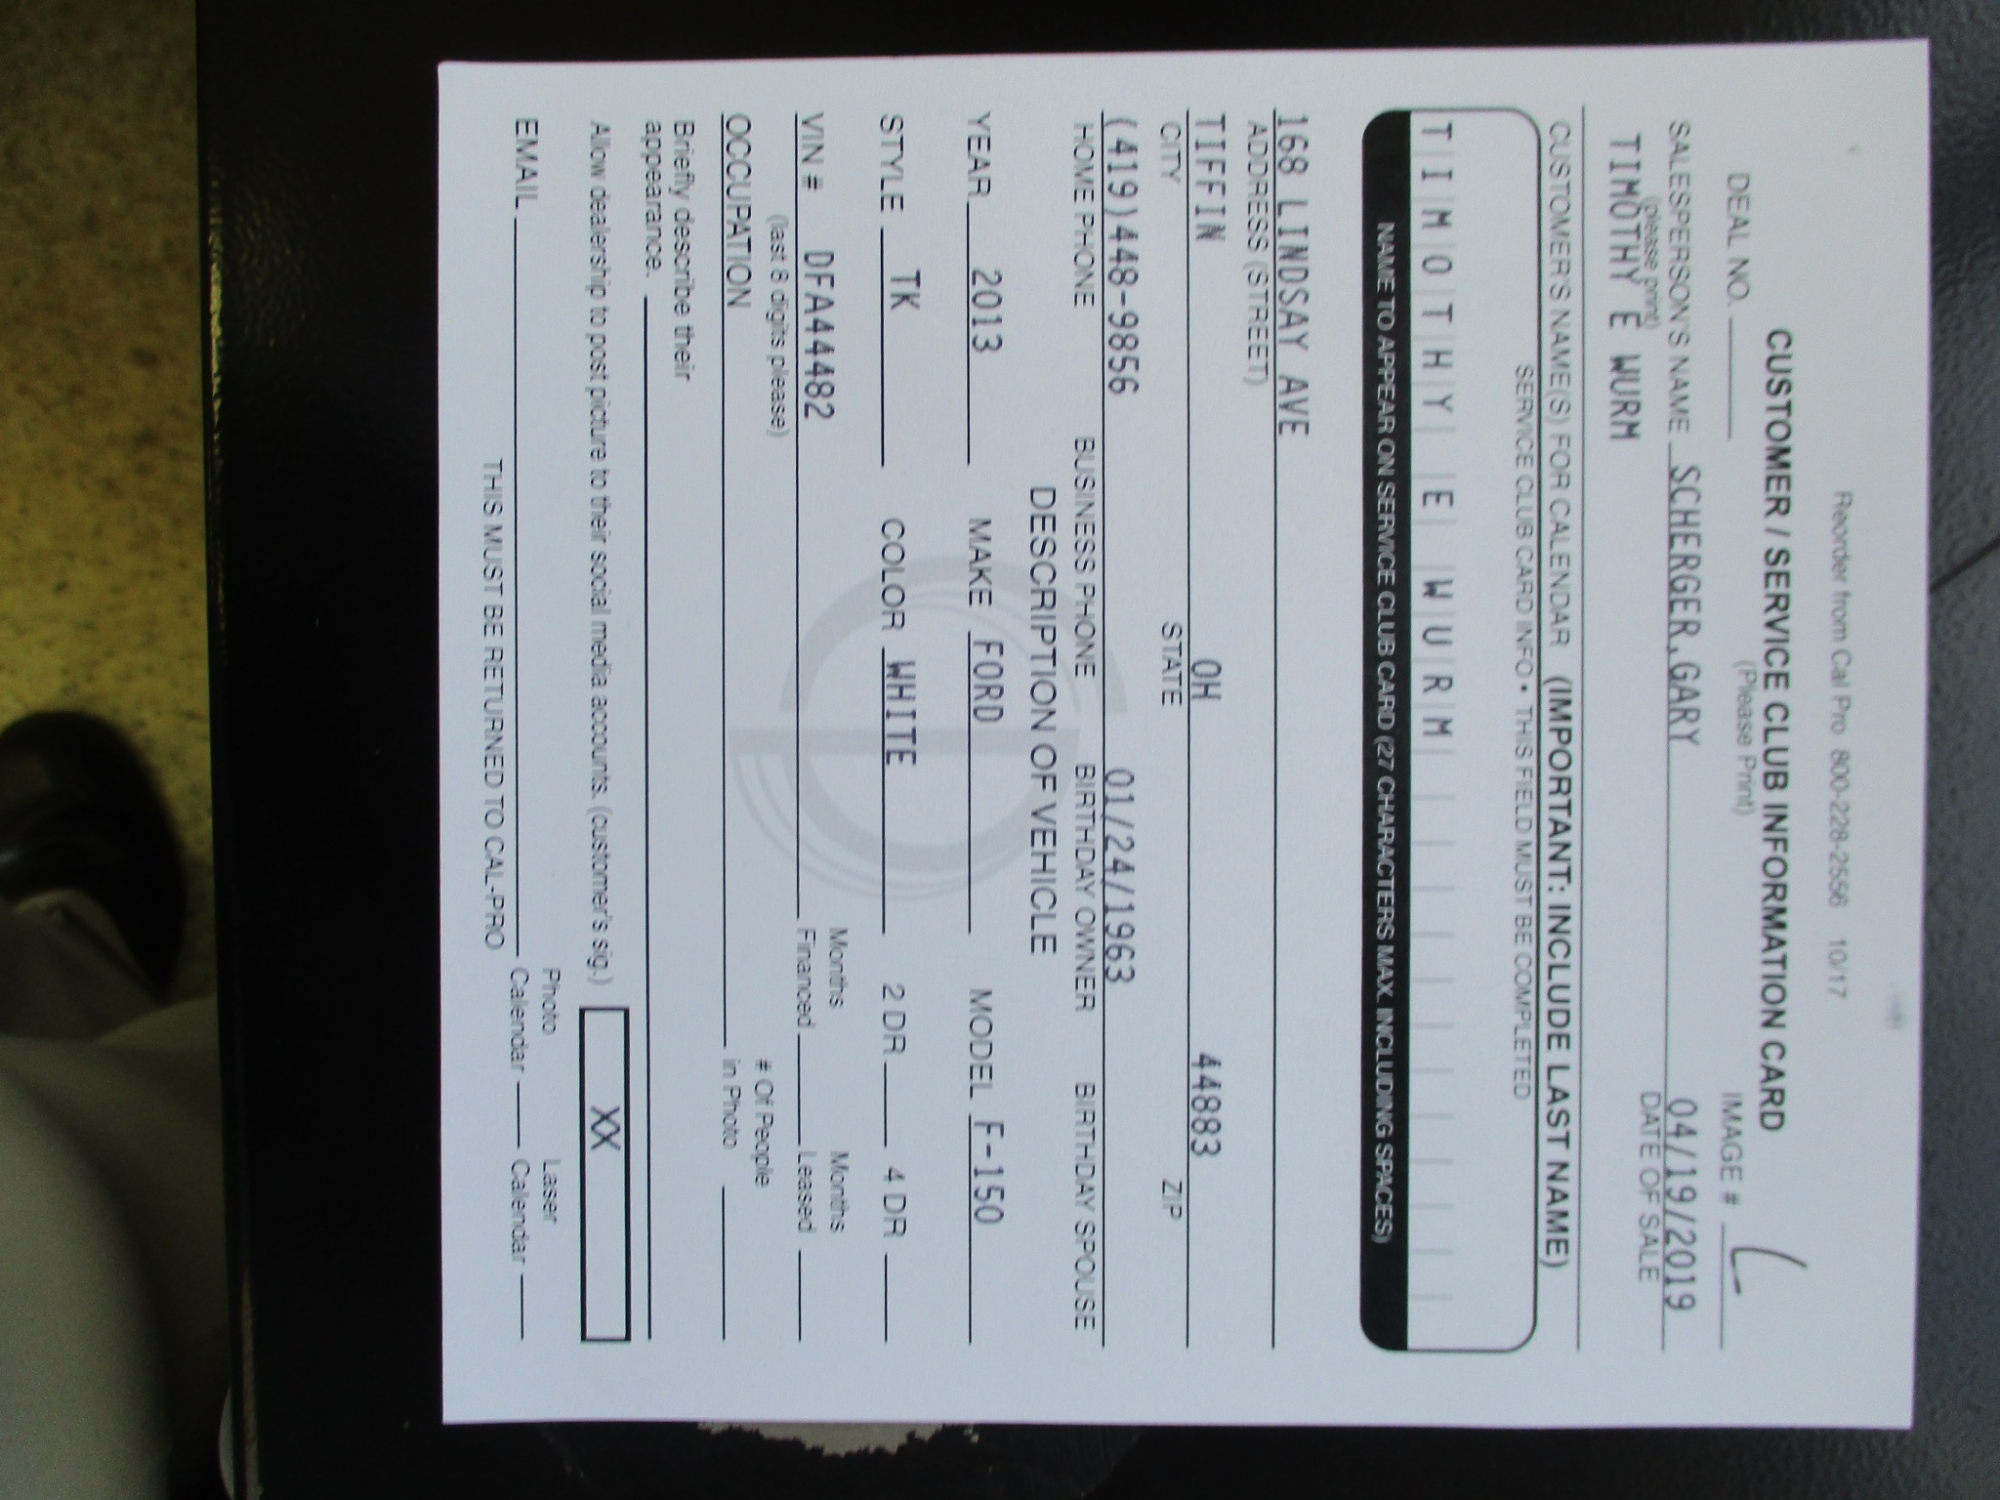 Reorder from Cal Pro 800-228-2556 10/17
CUSTOMER / SERVICE CLUB INFORMATION CARD
(Please Print)
DEAL NO. IMAGE #
SALESPERSON'S NAME SCHERGER,GARY 04/19/2019
(please print) DATE OF SALE
TIMOTHY E WURM
CUSTOMER'S NAME(S) FOR CALENDAR (IMPORTANT: INCLUDE LAST NAME)
SERVICE CLUB CARD INFO • THIS FIELD MUST BE COMPLETED
TIMOTHY E WURM
NAME TO APPEAR ON SERVICE CLUB CARD (27 CHARACTERS MAX. INCLUDING SPACES)
168 LINDSAY AVE
ADDRESS (STREET)
TIFFIN OH 44883
CITY STATE ZIP
(419)448-9856 01/24/1963
HOME PHONE BUSINESS PHONE BIRTHDAY OWNER BIRTHDAY SPOUSE
DESCRIPTION OF VEHICLE
YEAR 2013 MAKE FORD MODEL F-150
STYLE TK COLOR WHITE 2 DR 4 DR
Months Months
VIN # DFA44482 Financed Leased
(last 8 digits please)
# Of People
OCCUPATION in Photo
Briefly describe their
appearance.
Allow dealership to post picture to their social media accounts. (customer's sig.) XX
Photo Laser
EMAIL Calendar Calendar
THIS MUST BE RETURNED TO CAL-PRO